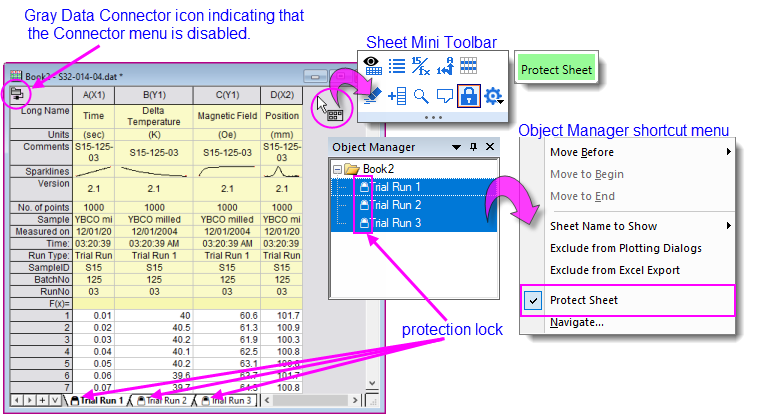 Gray Data Connector icon indicating that
the Connector menu is disabled.
Sheet Mini Toolbar
Protect Sheet
Book2 - S32-014-04.dat *
A(X1) B(Y1) C(Y1) D(X2)
Long Name Time Delta Temperature Magnetic Field Position
Units (sec) (K) (Oe) (mm)
Comments S15-125-03 S15-125-03 S15-125-03 S15-125-03
Sparklines
Version 2.1 2.1 2.1 2.1
No. of points 1000 1000 1000 1000
Sample YBCO milled YBCO milled YBCO milled YBCO mi
Measured on 12/01/20 12/01/2004 12/01/2004 12/01/20
Time: 03:20:39 03:20:39 AM 03:20:39 AM 03:20:39
Run Type: Trial Run Trial Run 1 Trial Run 1 Trial Run
SampleID S15 S15 S15 S15
BatchNo 125 125 125 125
RunNo 03 03 03 03
F(x)=
1 0.01 40 60.6 101.7
2 0.02 40.5 61.3 100.9
3 0.03 40.2 61.9 100.3
4 0.04 40.1 62.5 100.8
5 0.05 40.2 63.1
6 0.06 39.6 101.7
7 0.07 39.7 64.3 100.8
Trial Run 1 Trial Run 2 Trial Run 3
Object Manager
Book2
Trial Run 1
Trial Run 2
Trial Run 3
protection lock
Object Manager shortcut menu
Move Before
Move to Begin
Move to End
Sheet Name to Show
Exclude from Plotting Dialogs
Exclude from Excel Export
Protect Sheet
Navigate...